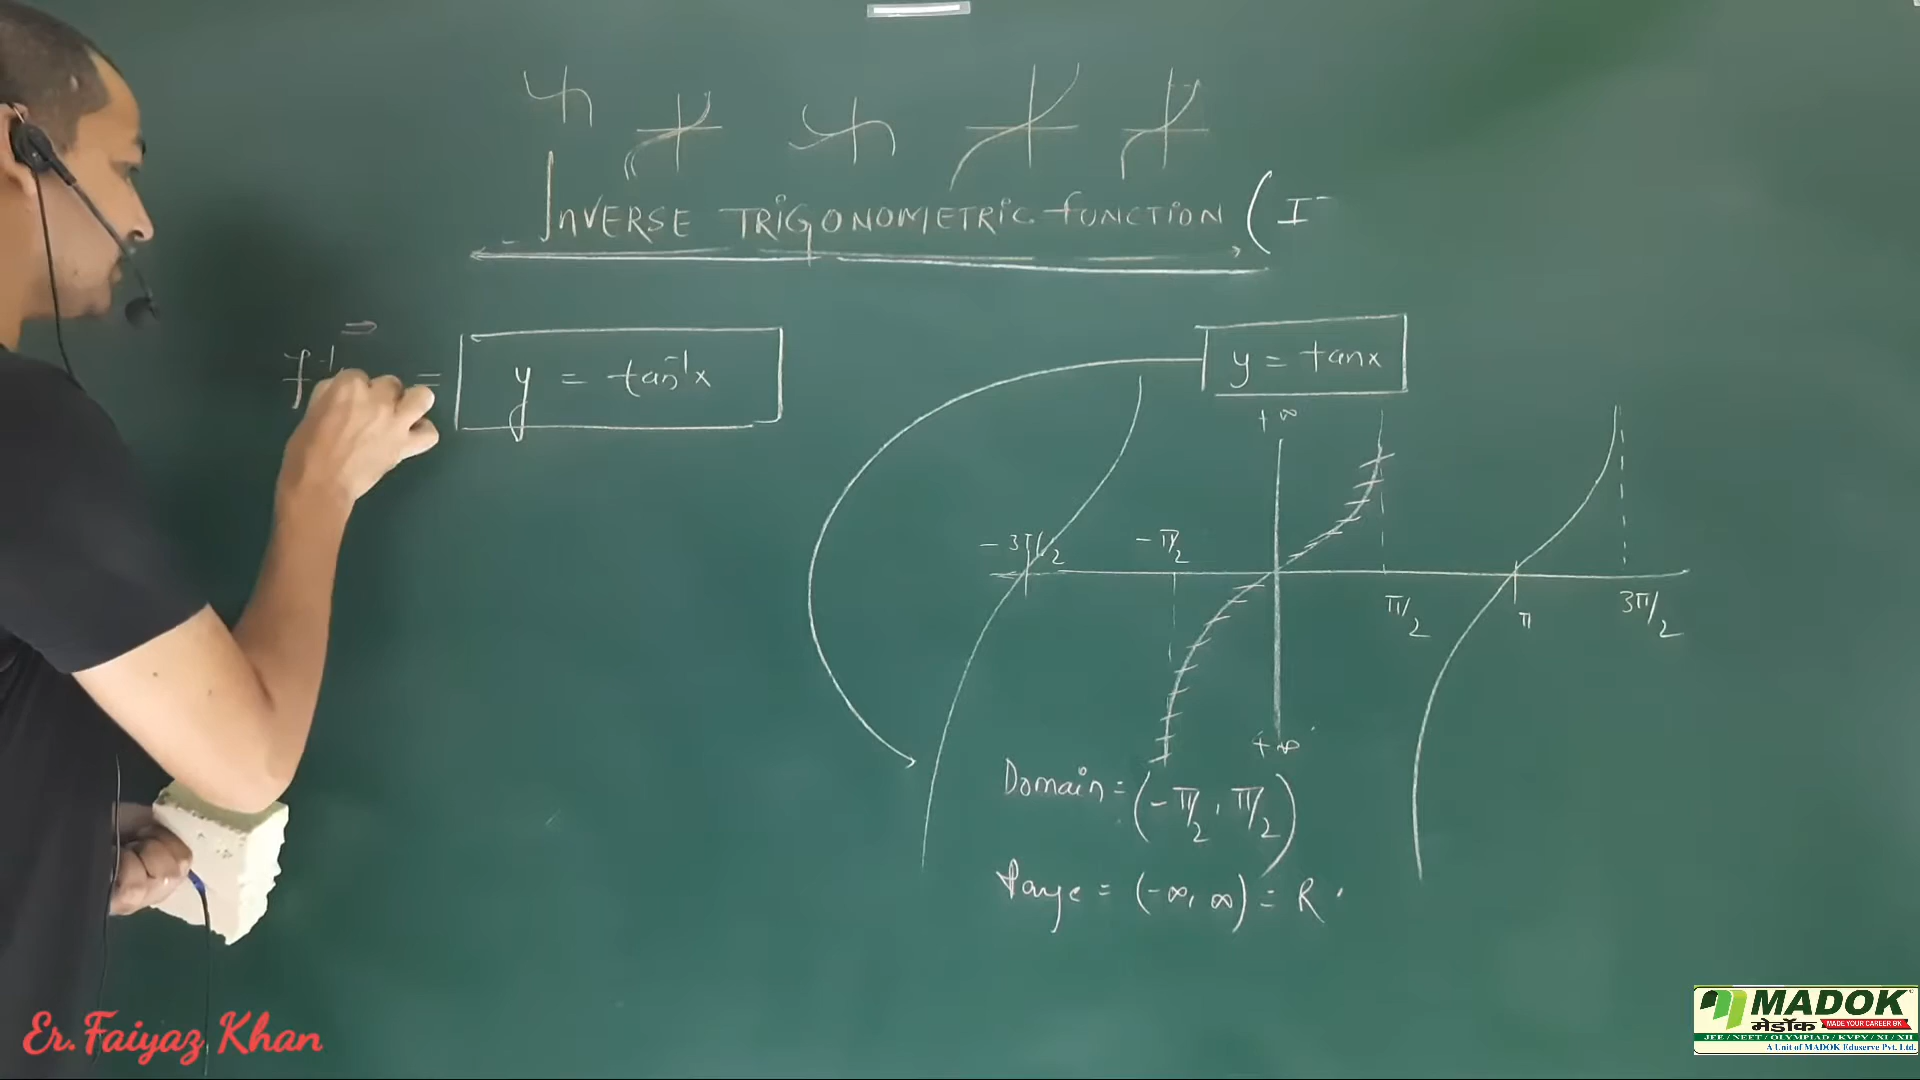 INVERSE TRIGONOMETRIC FUNCTION ( I
⇒
f⁻¹ = y = tan⁻¹x
y = tanx
+∞
- 3π/2
- π/2
π/2
π
3π/2
Domain = (- π/2, π/2)
Range = (-∞, ∞) = R
Er. Faiyaz Khan
MADOK
मेडॉक MADE YOUR CAREER OK
JEE / NEET / OLYMPIAD / KVPY / XI / XII
A Unit of MADOK Eduserve Pvt. Ltd.